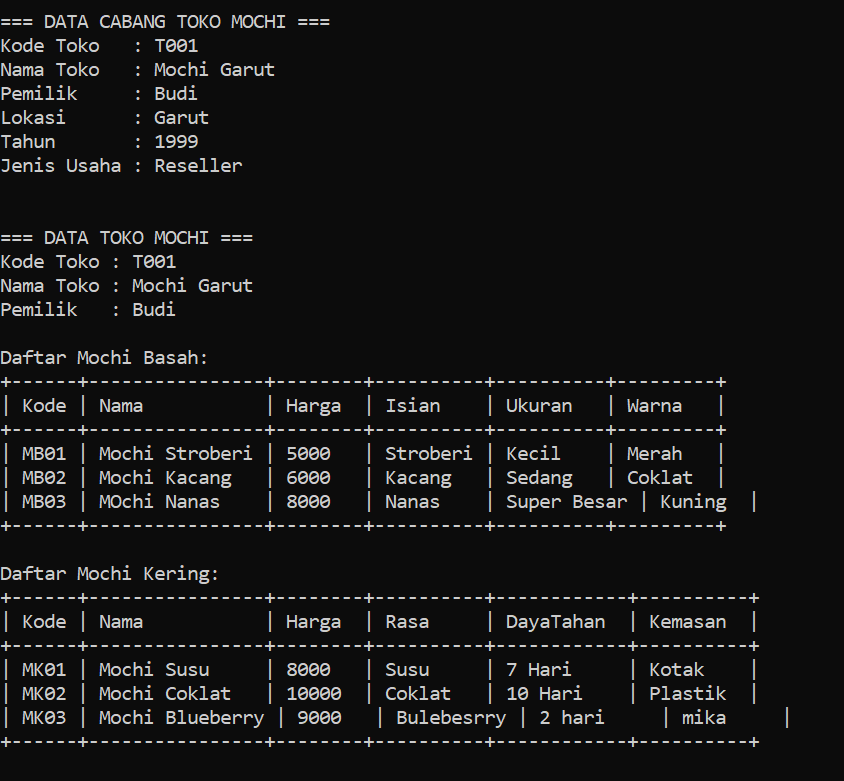 === DATA CABANG TOKO MOCHI ===
Kode Toko   : T001
Nama Toko   : Mochi Garut
Pemilik     : Budi
Lokasi      : Garut
Tahun       : 1999
Jenis Usaha : Reseller
=== DATA TOKO MOCHI ===
Kode Toko : T001
Nama Toko : Mochi Garut
Pemilik   : Budi
Daftar Mochi Basah:
+------+----------------+--------+----------+----------+---------+
| Kode | Nama           | Harga  | Isian    | Ukuran   | Warna   |
+------+----------------+--------+----------+----------+---------+
| MB01 | Mochi Stroberi | 5000   | Stroberi | Kecil    | Merah   |
| MB02 | Mochi Kacang   | 6000   | Kacang   | Sedang   | Coklat  |
| MB03 | MOchi Nanas    | 8000   | Nanas    | Super Besar | Kuning  |
+------+----------------+--------+----------+----------+---------+
Daftar Mochi Kering:
+------+----------------+--------+----------+------------+----------+
| Kode | Nama           | Harga  | Rasa     | DayaTahan  | Kemasan  |
+------+----------------+--------+----------+------------+----------+
| MK01 | Mochi Susu     | 8000   | Susu     | 7 Hari     | Kotak    |
| MK02 | Mochi Coklat   | 10000  | Coklat   | 10 Hari    | Plastik  |
| MK03 | Mochi Blueberry | 9000   | Bulebesrry | 2 hari     | mika     |
+------+----------------+--------+----------+------------+----------+